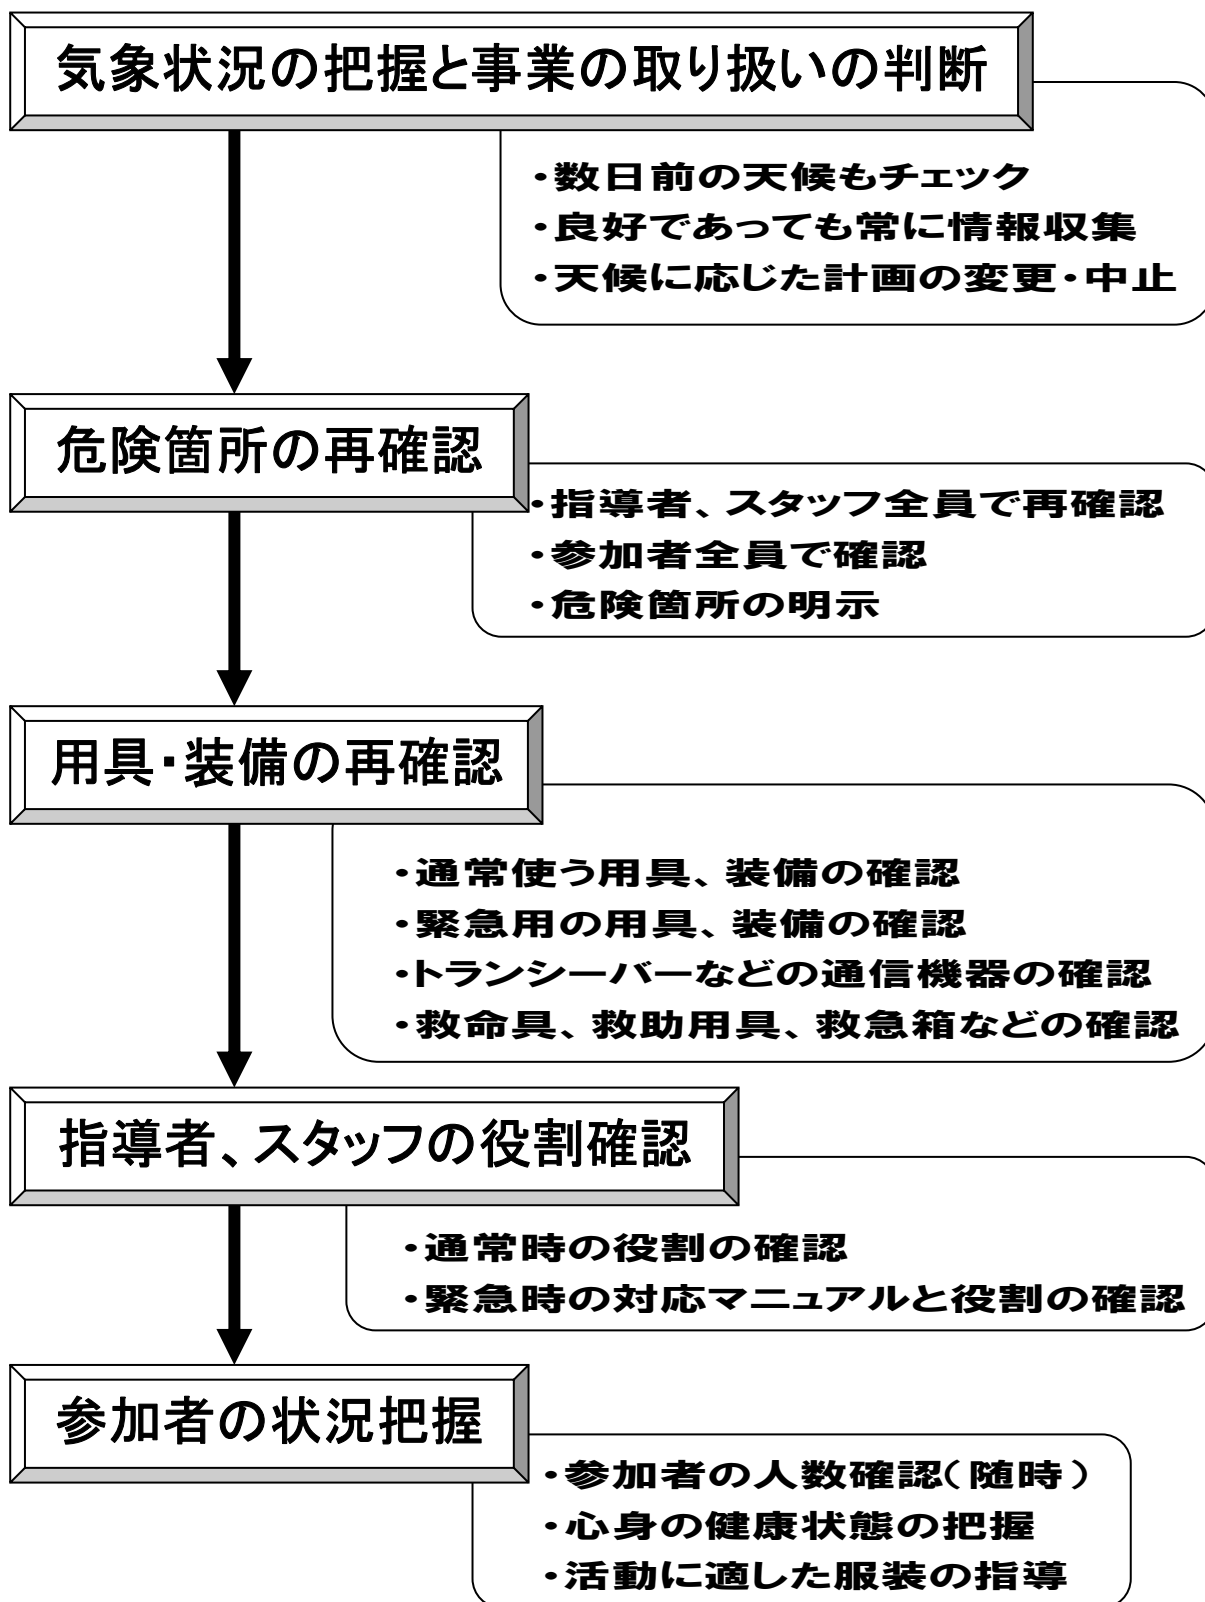 気象状況の把握と事業の取り扱いの判断
・数日前の天候もチェック
・良好であっても常に情報収集
・天候に応じた計画の変更・中止
危険箇所の再確認
・指導者、スタッフ全員で再確認
・参加者全員で確認
・危険箇所の明示
用具・装備の再確認
・通常使う用具、装備の確認
・緊急用の用具、装備の確認
・トランシーバーなどの通信機器の確認
・救命具、救助用具、救急箱などの確認
指導者、スタッフの役割確認
・通常時の役割の確認
・緊急時の対応マニュアルと役割の確認
参加者の状況把握
・参加者の人数確認（随時）
・心身の健康状態の把握
・活動に適した服装の指導